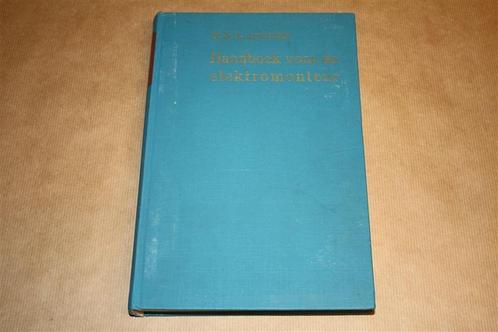 Handboek voor de
elektromonteur